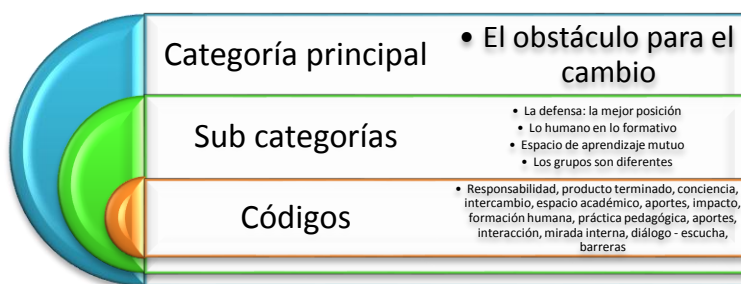 Categoría principal
• El obstáculo para el
cambio
Sub categorías
• La defensa: la mejor posición
• Lo humano en lo formativo
• Espacio de aprendizaje mutuo
• Los grupos son diferentes
Códigos
• Responsabilidad, producto terminado, conciencia,
intercambio, espacio académico, aportes, impacto,
formación humana, práctica pedagógica, aportes,
interacción, mirada interna, diálogo - escucha,
barreras